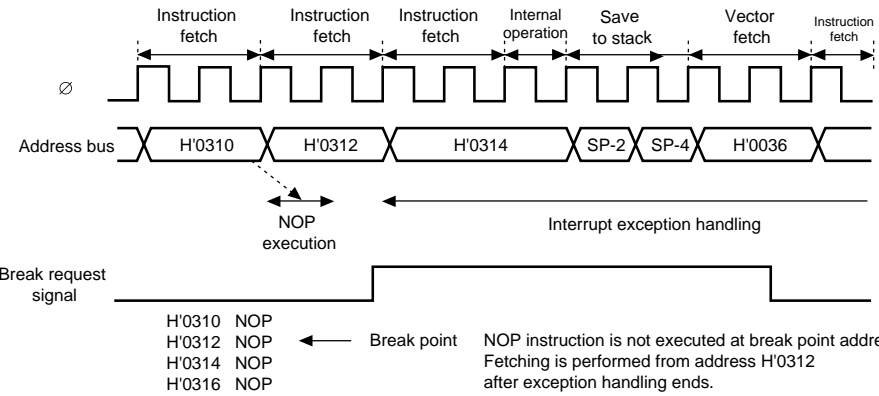 Instruction fetch
Instruction fetch
Instruction fetch
Internal operation
Save to stack
Vector fetch
Instruction fetch
∅
Address bus
H'0310
H'0312
H'0314
SP-2
SP-4
H'0036
NOP execution
Interrupt exception handling
Break request signal
H'0310 NOP
H'0312 NOP
H'0314 NOP
H'0316 NOP
Break point
NOP instruction is not executed at break point addre
Fetching is performed from address H'0312
after exception handling ends.